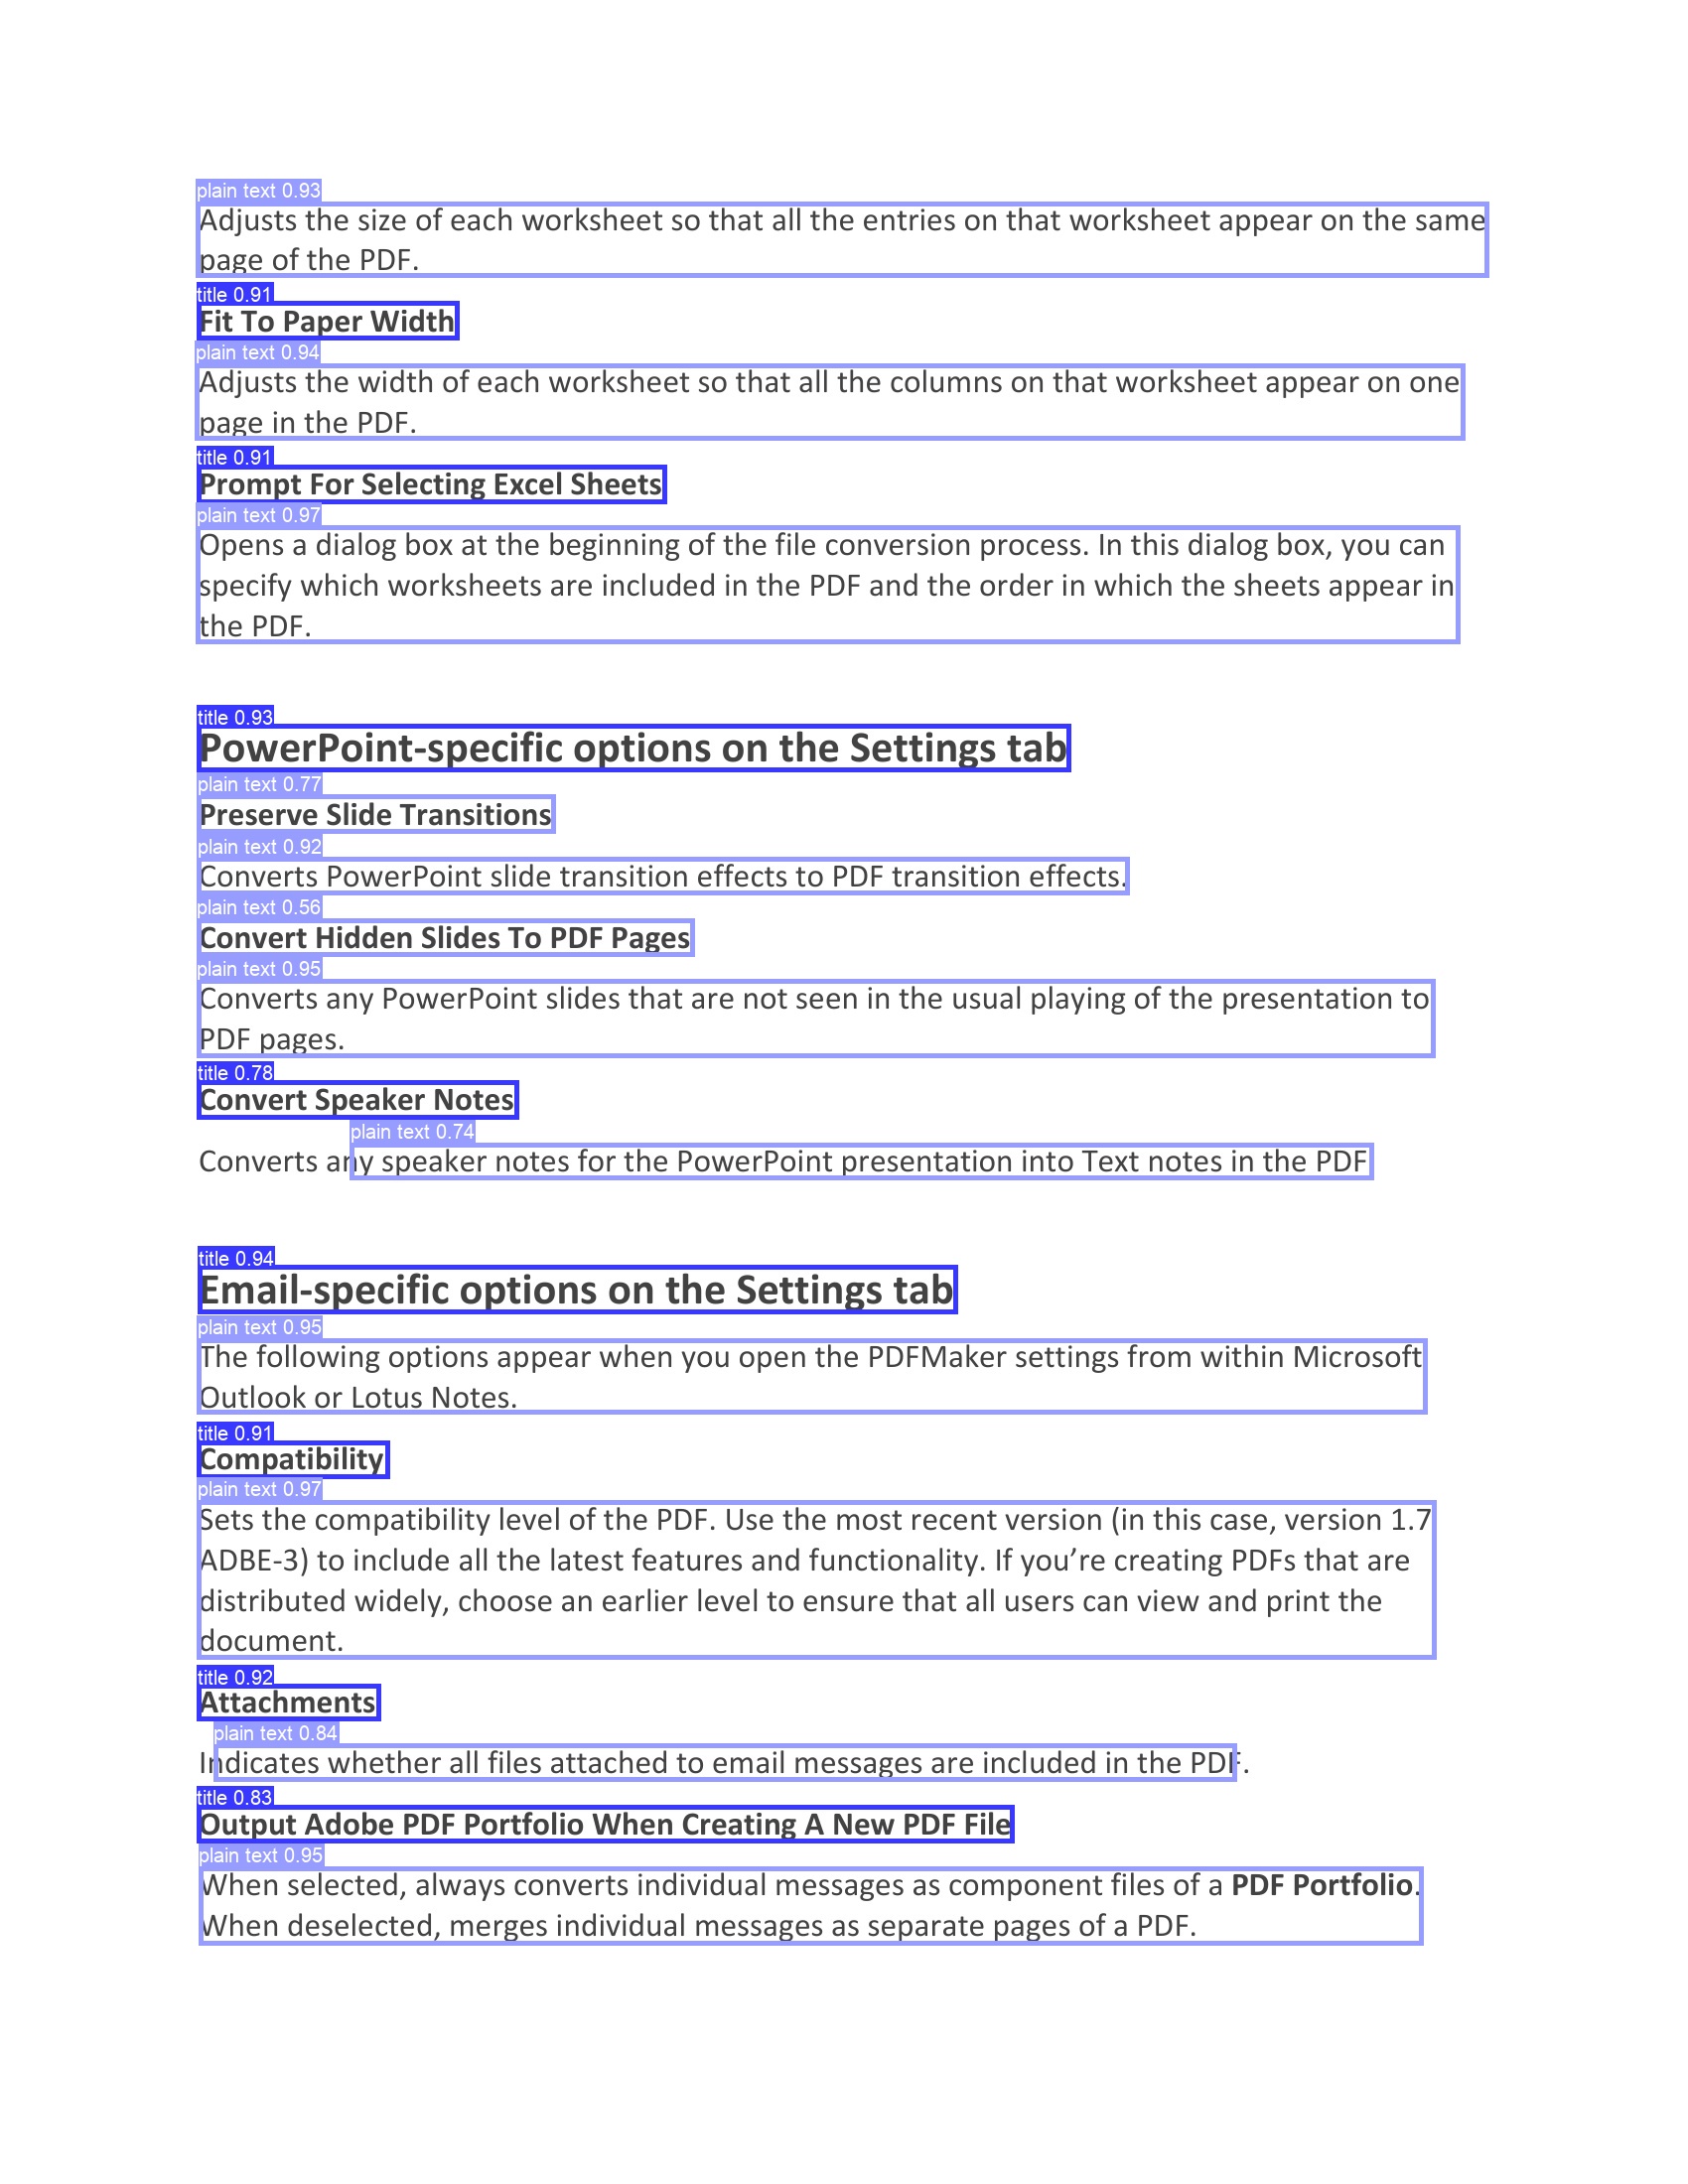 plain text 0.93
Adjusts the size of each worksheet so that all the entries on that worksheet appear on the same
page of the PDF.
title 0.91
Fit To Paper Width
plain text 0.94
Adjusts the width of each worksheet so that all the columns on that worksheet appear on one
page in the PDF.
title 0.91
Prompt For Selecting Excel Sheets
plain text 0.97
Opens a dialog box at the beginning of the file conversion process. In this dialog box, you can
specify which worksheets are included in the PDF and the order in which the sheets appear in
the PDF.
title 0.93
PowerPoint-specific options on the Settings tab
plain text 0.77
Preserve Slide Transitions
plain text 0.92
Converts PowerPoint slide transition effects to PDF transition effects.
plain text 0.56
Convert Hidden Slides To PDF Pages
plain text 0.95
Converts any PowerPoint slides that are not seen in the usual playing of the presentation to
PDF pages.
title 0.78
Convert Speaker Notes
plain text 0.74
Converts any speaker notes for the PowerPoint presentation into Text notes in the PDF
title 0.94
Email-specific options on the Settings tab
plain text 0.95
The following options appear when you open the PDFMaker settings from within Microsoft
Outlook or Lotus Notes.
title 0.91
Compatibility
plain text 0.97
Sets the compatibility level of the PDF. Use the most recent version (in this case, version 1.7
ADBE-3) to include all the latest features and functionality. If you’re creating PDFs that are
distributed widely, choose an earlier level to ensure that all users can view and print the
document.
title 0.92
Attachments
plain text 0.84
Indicates whether all files attached to email messages are included in the PDF.
title 0.83
Output Adobe PDF Portfolio When Creating A New PDF File
plain text 0.95
When selected, always converts individual messages as component files of a PDF Portfolio.
When deselected, merges individual messages as separate pages of a PDF.